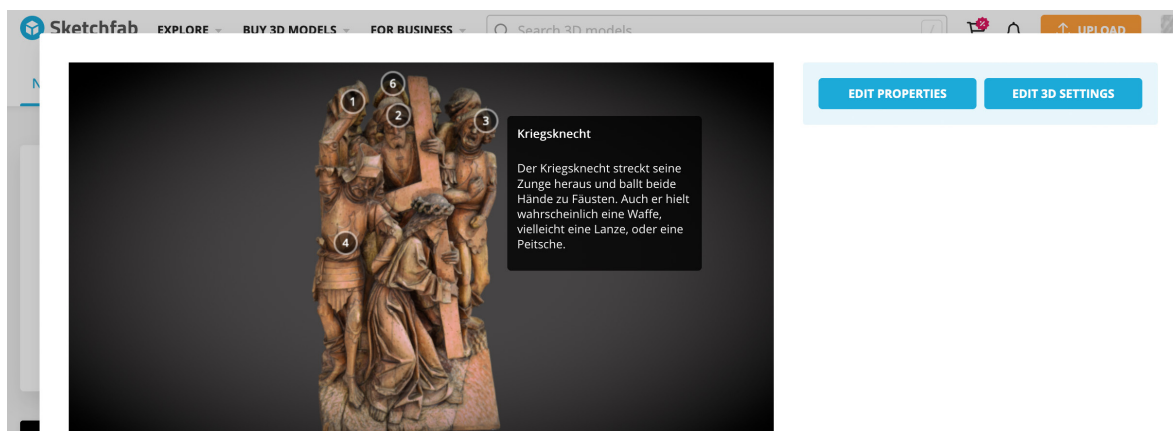 Sketchfab EXPLORE BUY 3D MODELS FOR BUSINESS Search 3D models / % UPLOAD
N
EDIT PROPERTIES EDIT 3D SETTINGS
6
1
2
3
Kriegsknecht
Der Kriegsknecht streckt seine
Zunge heraus und ballt beide
Hände zu Fäusten. Auch er hielt
wahrscheinlich eine Waffe,
vielleicht eine Lanze, oder eine
Peitsche.
4